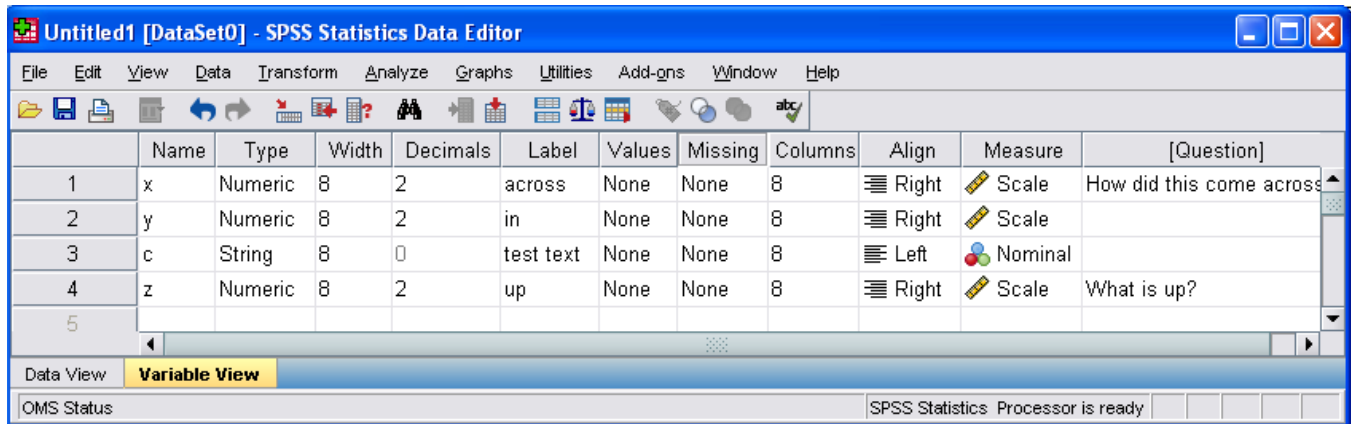 Untitled1 [DataSet0] - SPSS Statistics Data Editor
File Edit View Data Transform Analyze Graphs Utilities Add-ons Window Help
Name Type Width Decimals Label Values Missing Columns Align Measure [Question]
1 x Numeric 8 2 across None None 8 Right Scale How did this come across
2 y Numeric 8 2 in None None 8 Right Scale
3 c String 8 0 test text None None 8 Left Nominal
4 z Numeric 8 2 up None None 8 Right Scale What is up?
5
Data View Variable View
OMS Status SPSS Statistics Processor is ready